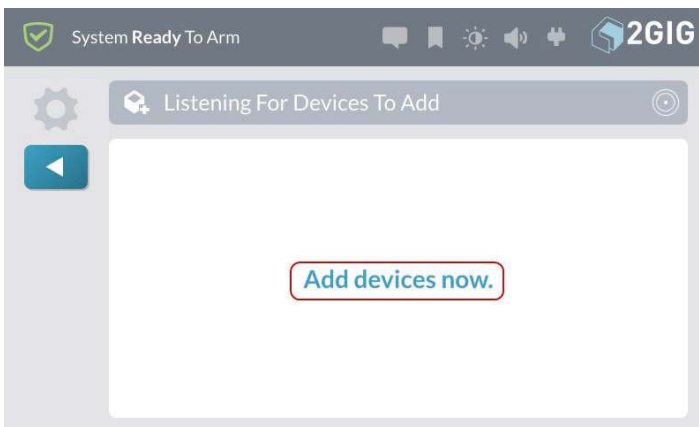 System Ready To Arm
2GIG
Listening For Devices To Add
Add devices now.